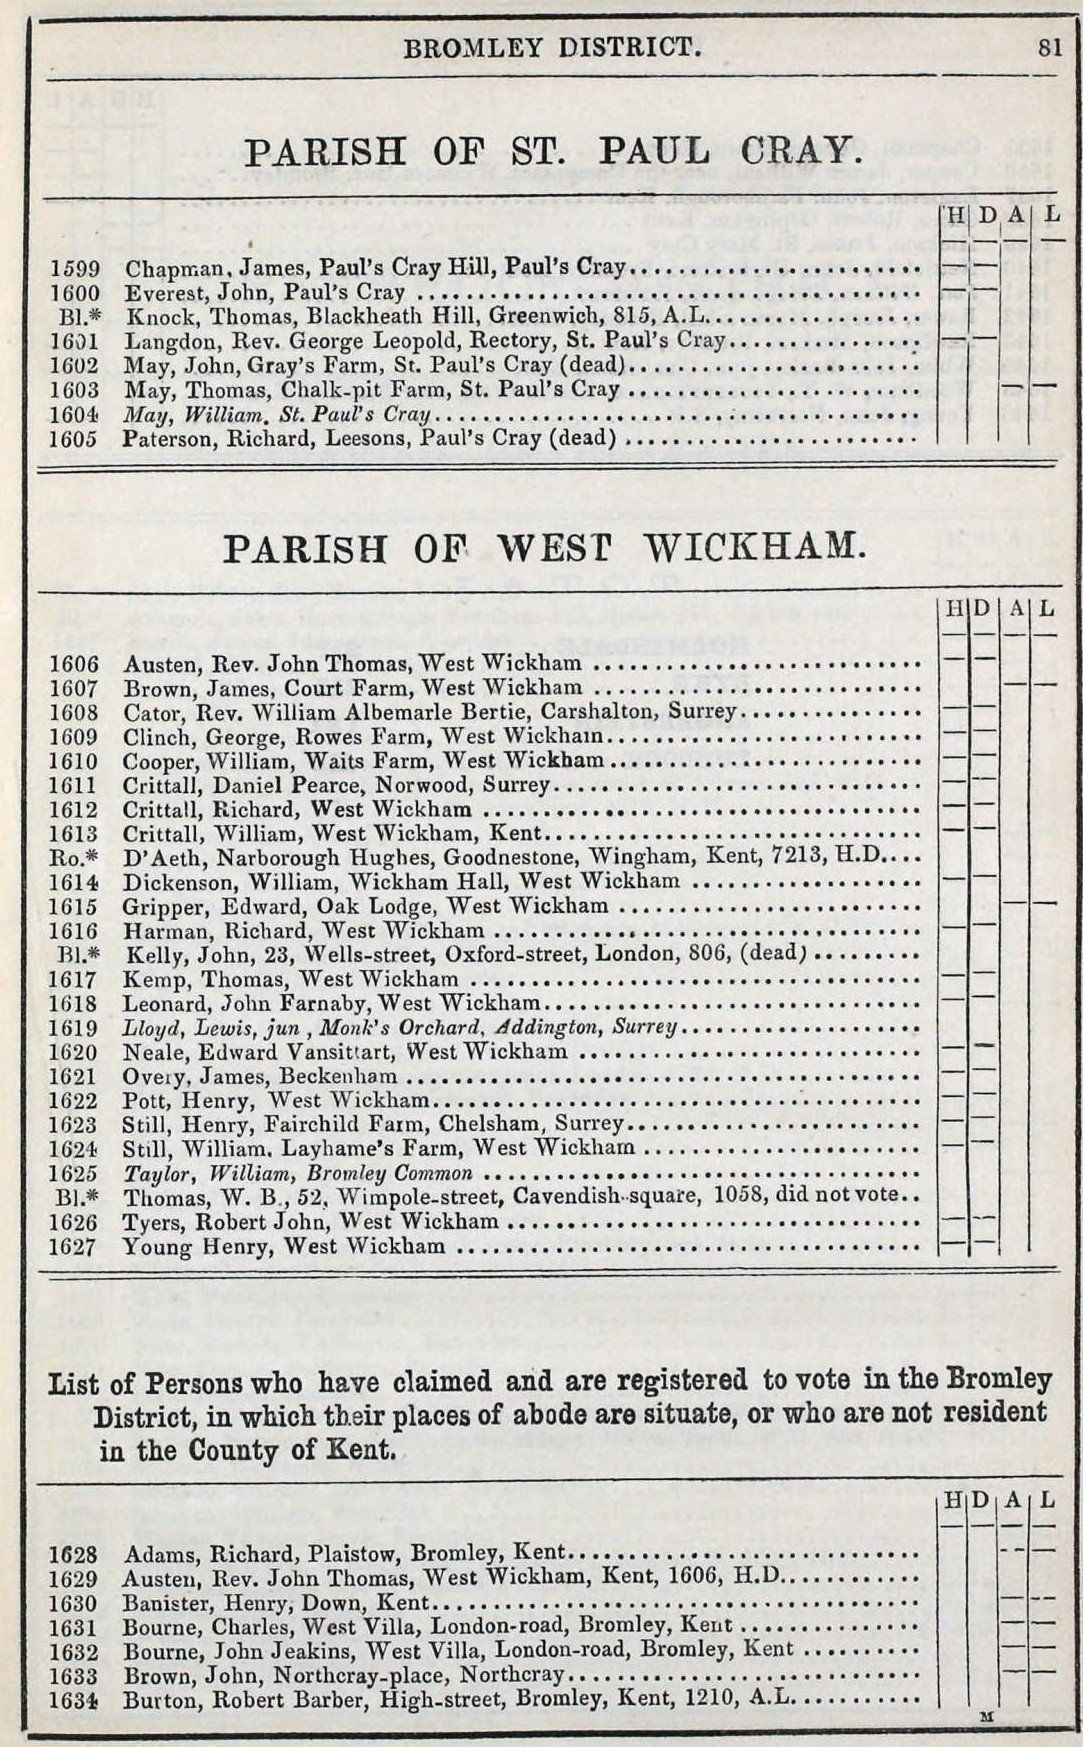 BROMLEY DISTRICT. 81
PARISH OF ST. PAUL CRAY.
H D A L
1599 Chapman, James, Paul's Cray Hill, Paul's Cray........................ — —
1600 Everest, John, Paul's Cray ........................ — —
Bl.* Knock, Thomas, Blackheath Hill, Greenwich, 815, A.L..................
1601 Langdon, Rev. George Leopold, Rectory, St. Paul's Cray................ — —
1602 May, John, Gray's Farm, St. Paul's Cray (dead)........................
1603 May, Thomas, Chalk-pit Farm, St. Paul's Cray ........................ — —
1604 May, William, St. Paul's Cray........................
1605 Paterson, Richard, Leesons, Paul's Cray (dead) ........................
PARISH OF WEST WICKHAM.
H D A L
1606 Austen, Rev. John Thomas, West Wickham ........................ — —
1607 Brown, James, Court Farm, West Wickham ........................ — —
1608 Cator, Rev. William Albemarle Bertie, Carshalton, Surrey............... — —
1609 Clinch, George, Rowes Farm, West Wickham........................ — —
1610 Cooper, William, Waits Farm, West Wickham ........................ — —
1611 Crittall, Daniel Pearce, Norwood, Surrey........................ — —
1612 Crittall, Richard, West Wickham ........................ — —
1613 Crittall, William, West Wickham, Kent........................ — —
Ro.* D'Aeth, Narborough Hughes, Goodnestone, Wingham, Kent, 7213, H.D....
1614 Dickenson, William, Wickham Hall, West Wickham ................... — —
1615 Gripper, Edward, Oak Lodge, West Wickham ........................ — —
1616 Harman, Richard, West Wickham ........................ — —
Bl.* Kelly, John, 23, Wells-street, Oxford-street, London, 806, (dead) .........
1617 Kemp, Thomas, West Wickham ........................ — —
1618 Leonard, John Farnaby, West Wickham........................ — —
1619 Lloyd, Lewis, jun , Monk's Orchard, Addington, Surrey....................
1620 Neale, Edward Vansittart, West Wickham ........................ — —
1621 Overy, James, Beckenham ........................ — —
1622 Pott, Henry, West Wickham........................ — —
1623 Still, Henry, Fairchild Farm, Chelsham, Surrey........................ — —
1624 Still, William, Layhame's Farm, West Wickham ....................... — —
1625 Taylor, William, Bromley Common ........................
Bl.* Thomas, W. B., 52, Wimpole-street, Cavendish-square, 1058, did not vote..
1626 Tyers, Robert John, West Wickham ........................ — —
1627 Young Henry, West Wickham ........................ — —
List of Persons who have claimed and are registered to vote in the Bromley
District, in which their places of abode are situate, or who are not resident
in the County of Kent.
H D A L
1628 Adams, Richard, Plaistow, Bromley, Kent........................ — —
1629 Austen, Rev. John Thomas, West Wickham, Kent, 1606, H.D............
1630 Banister, Henry, Down, Kent........................ — —
1631 Bourne, Charles, West Villa, London-road, Bromley, Kent ............... — —
1632 Bourne, John Jeakins, West Villa, London-road, Bromley, Kent .......... — —
1633 Brown, John, Northcray-place, Northcray........................ — —
1634 Burton, Robert Barber, High-street, Bromley, Kent, 1210, A.L...........
M